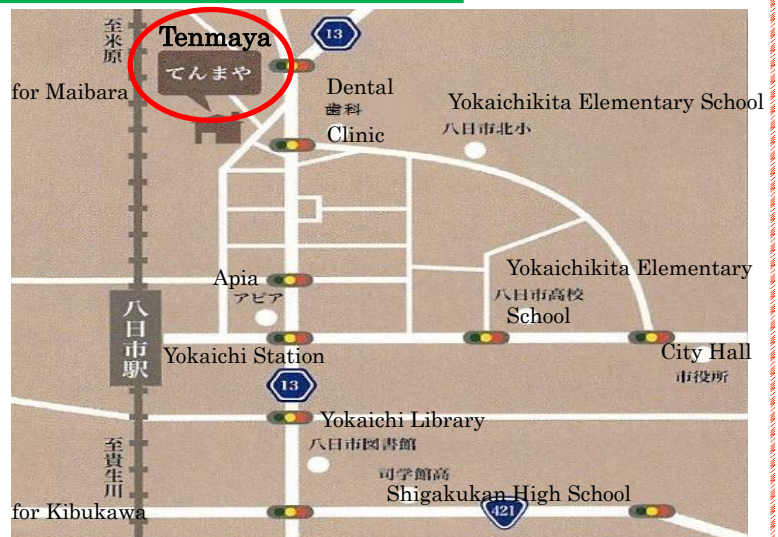 至米原
Tenmaya
てんまや
13
for Maibara
Dental
歯科
Clinic
Yokaichikita Elementary School
八日市北小
Apia
アピア
Yokaichikita Elementary
八日市高校
School
八日市駅
Yokaichi Station
City Hall
市役所
13
Yokaichi Library
八日市図書館
至貴生川
司学館高
Shigakukan High School
for Kibukawa
421